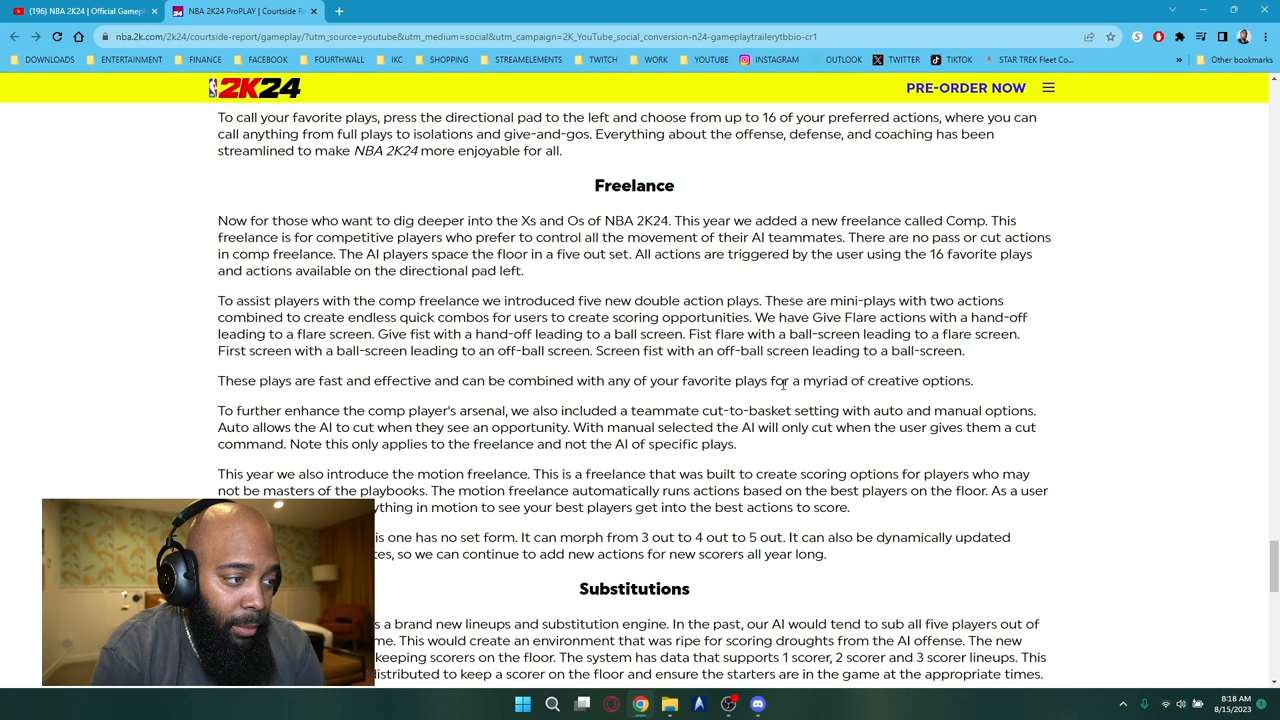 (196) NBA 2K24 | Official Gamepl
NBA 2K24 ProPLAY | Courtside Re
nba.2k.com/2k24/courtside-report/gameplay/?utm_source=youtube&utm_medium=social&utm_campaign=2K_YouTube_social_conversion-n24-gameplaytrailerytbbio-cr1
DOWNLOADS ENTERTAINMENT FINANCE FACEBOOK FOURTHWALL IKC SHOPPING STREAMELEMENTS TWITCH WORK YOUTUBE INSTAGRAM OUTLOOK TWITTER TIKTOK STAR TREK Fleet Co... » Other bookmarks
2K24 PRE-ORDER NOW
To call your favorite plays, press the directional pad to the left and choose from up to 16 of your preferred actions, where you can
call anything from full plays to isolations and give-and-gos. Everything about the offense, defense, and coaching has been
streamlined to make NBA 2K24 more enjoyable for all.
Freelance
Now for those who want to dig deeper into the Xs and Os of NBA 2K24. This year we added a new freelance called Comp. This
freelance is for competitive players who prefer to control all the movement of their AI teammates. There are no pass or cut actions
in comp freelance. The AI players space the floor in a five out set. All actions are triggered by the user using the 16 favorite plays
and actions available on the directional pad left.
To assist players with the comp freelance we introduced five new double action plays. These are mini-plays with two actions
combined to create endless quick combos for users to create scoring opportunities. We have Give Flare actions with a hand-off
leading to a flare screen. Give fist with a hand-off leading to a ball screen. Fist flare with a ball-screen leading to a flare screen.
First screen with a ball-screen leading to an off-ball screen. Screen fist with an off-ball screen leading to a ball-screen.
These plays are fast and effective and can be combined with any of your favorite plays for a myriad of creative options.
To further enhance the comp player's arsenal, we also included a teammate cut-to-basket setting with auto and manual options.
Auto allows the AI to cut when they see an opportunity. With manual selected the AI will only cut when the user gives them a cut
command. Note this only applies to the freelance and not the AI of specific plays.
This year we also introduce the motion freelance. This is a freelance that was built to create scoring options for players who may
not be masters of the playbooks. The motion freelance automatically runs actions based on the best players on the floor. As a user
ything in motion to see your best players get into the best actions to score.
is one has no set form. It can morph from 3 out to 4 out to 5 out. It can also be dynamically updated
tes, so we can continue to add new actions for new scorers all year long.
Substitutions
s a brand new lineups and substitution engine. In the past, our AI would tend to sub all five players out of
me. This would create an environment that was ripe for scoring droughts from the AI offense. The new
keeping scorers on the floor. The system has data that supports 1 scorer, 2 scorer and 3 scorer lineups. This
distributed to keep a scorer on the floor and ensure the starters are in the game at the appropriate times.
8:18 AM
8/15/2023